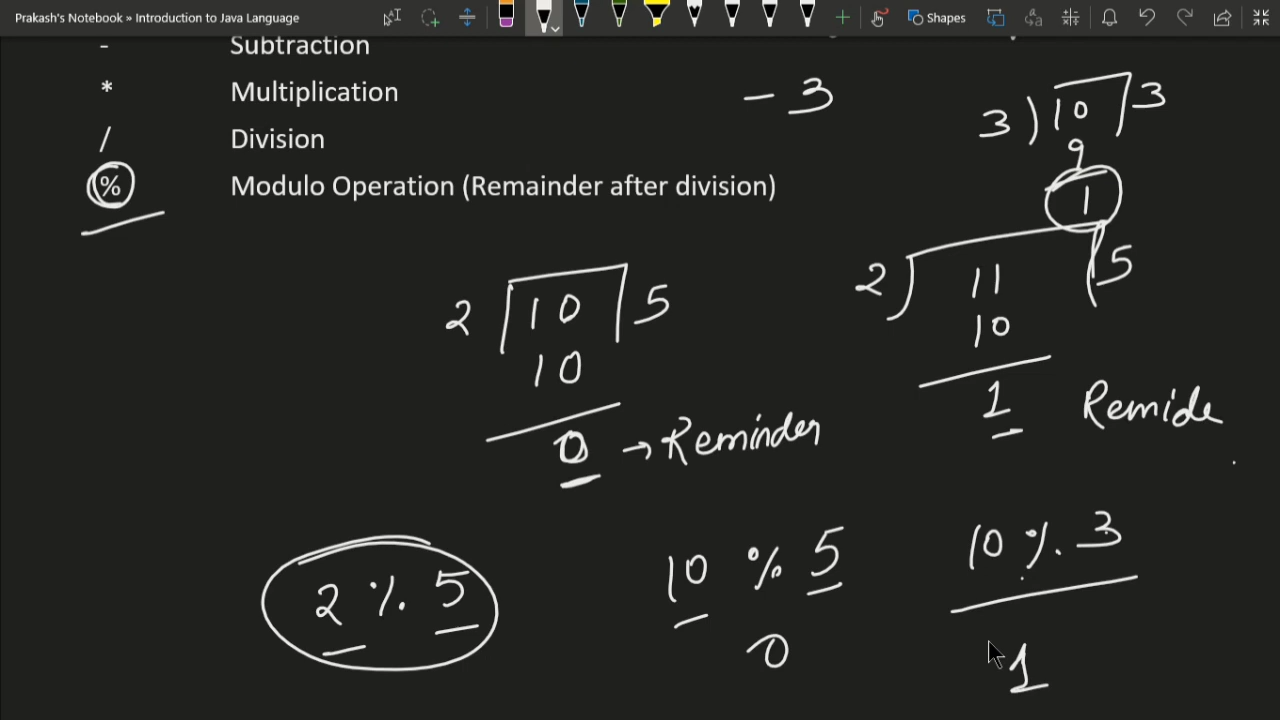 Prakash's Notebook » Introduction to Java Language
Shapes
- Subtraction
* Multiplication
/ Division
% Modulo Operation (Remainder after division)
- 3
3 ) 10 3
9
1
2 10 5
10
0 → Reminder
2 ) 11 ( 5
10
1 Remide
2 % 5
10 % 5
0
10 % 3
1